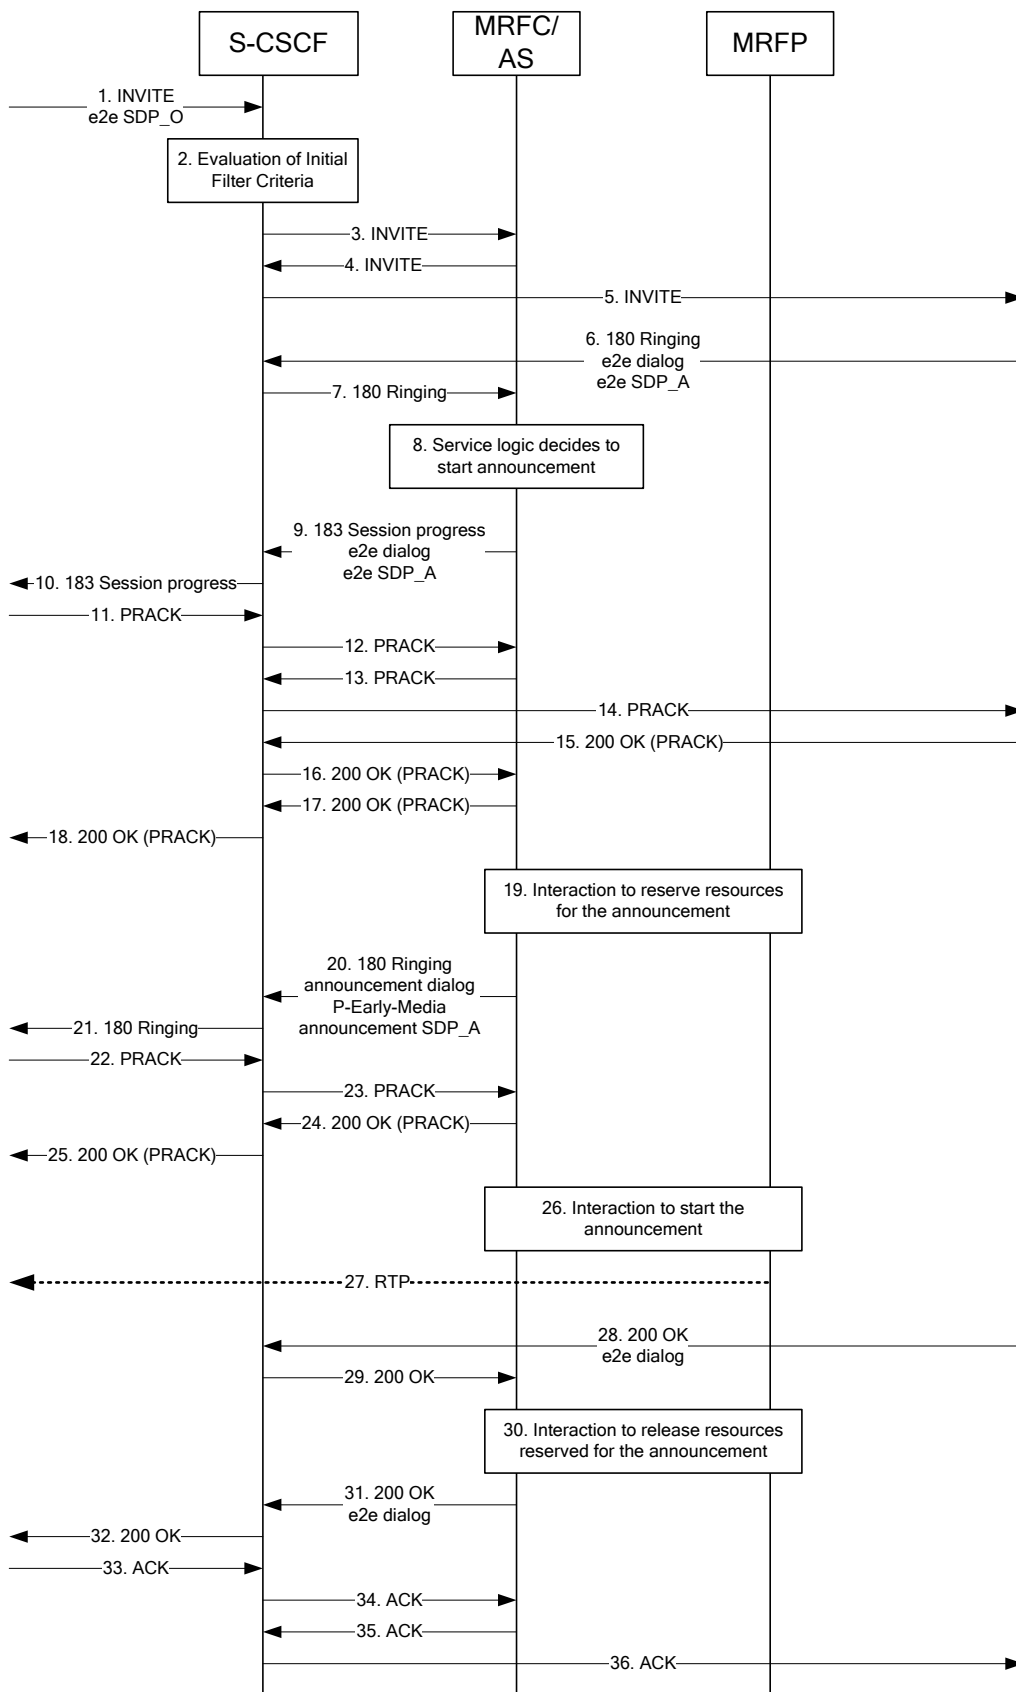 S-CSCF
MRFC/
AS
MRFP
1. INVITE
e2e SDP_O
2. Evaluation of Initial
Filter Criteria
3. INVITE
4. INVITE
5. INVITE
6. 180 Ringing
e2e dialog
e2e SDP_A
7. 180 Ringing
8. Service logic decides to
start announcement
9. 183 Session progress
e2e dialog
e2e SDP_A
10. 183 Session progress
11. PRACK
12. PRACK
13. PRACK
14. PRACK
15. 200 OK (PRACK)
16. 200 OK (PRACK)
17. 200 OK (PRACK)
18. 200 OK (PRACK)
19. Interaction to reserve resources
for the announcement
20. 180 Ringing
announcement dialog
P-Early-Media
announcement SDP_A
21. 180 Ringing
22. PRACK
23. PRACK
24. 200 OK (PRACK)
25. 200 OK (PRACK)
26. Interaction to start the
announcement
27. RTP
28. 200 OK
e2e dialog
29. 200 OK
30. Interaction to release resources
reserved for the announcement
31. 200 OK
e2e dialog
32. 200 OK
33. ACK
34. ACK
35. ACK
36. ACK